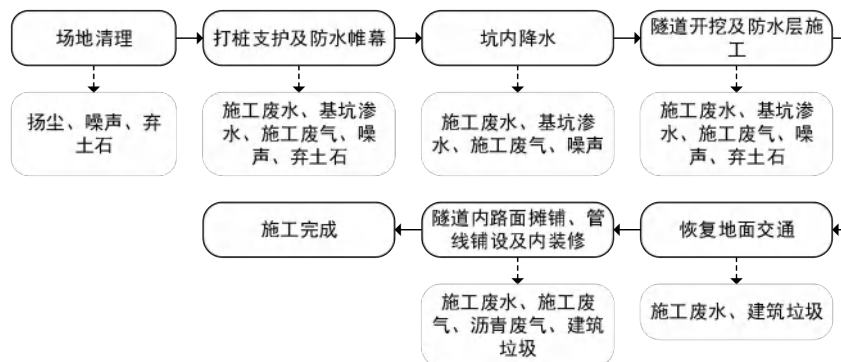 场地清理
打桩支护及防水帷幕
坑内降水
隧道开挖及防水层施
工
扬尘、噪声、弃
土石
施工废水、基坑渗
水、施工废气、噪
声、弃土石
施工废水、基坑渗
水、施工废气、噪声
施工废水、基坑渗
水、施工废气、噪
声、弃土石
施工完成
隧道内路面摊铺、管
线铺设及内装修
恢复地面交通
施工废水、施工废
气、沥青废气、建筑
垃圾
施工废水、建筑垃圾